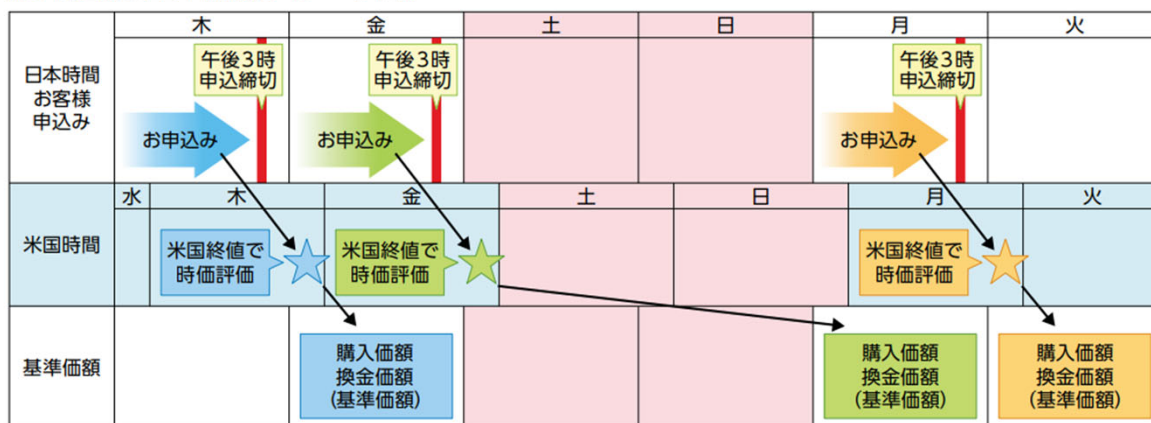 木 金 土 日 月 火
日本時間
お客様
申込み
午後3時
申込締切
午後3時
申込締切
午後3時
申込締切
お申込み
お申込み
お申込み
水 木 金 土 日 月 火
米国時間
米国終値で
時価評価
米国終値で
時価評価
米国終値で
時価評価
基準価額
購入価額
換金価額
(基準価額)
購入価額
換金価額
(基準価額)
購入価額
換金価額
(基準価額)